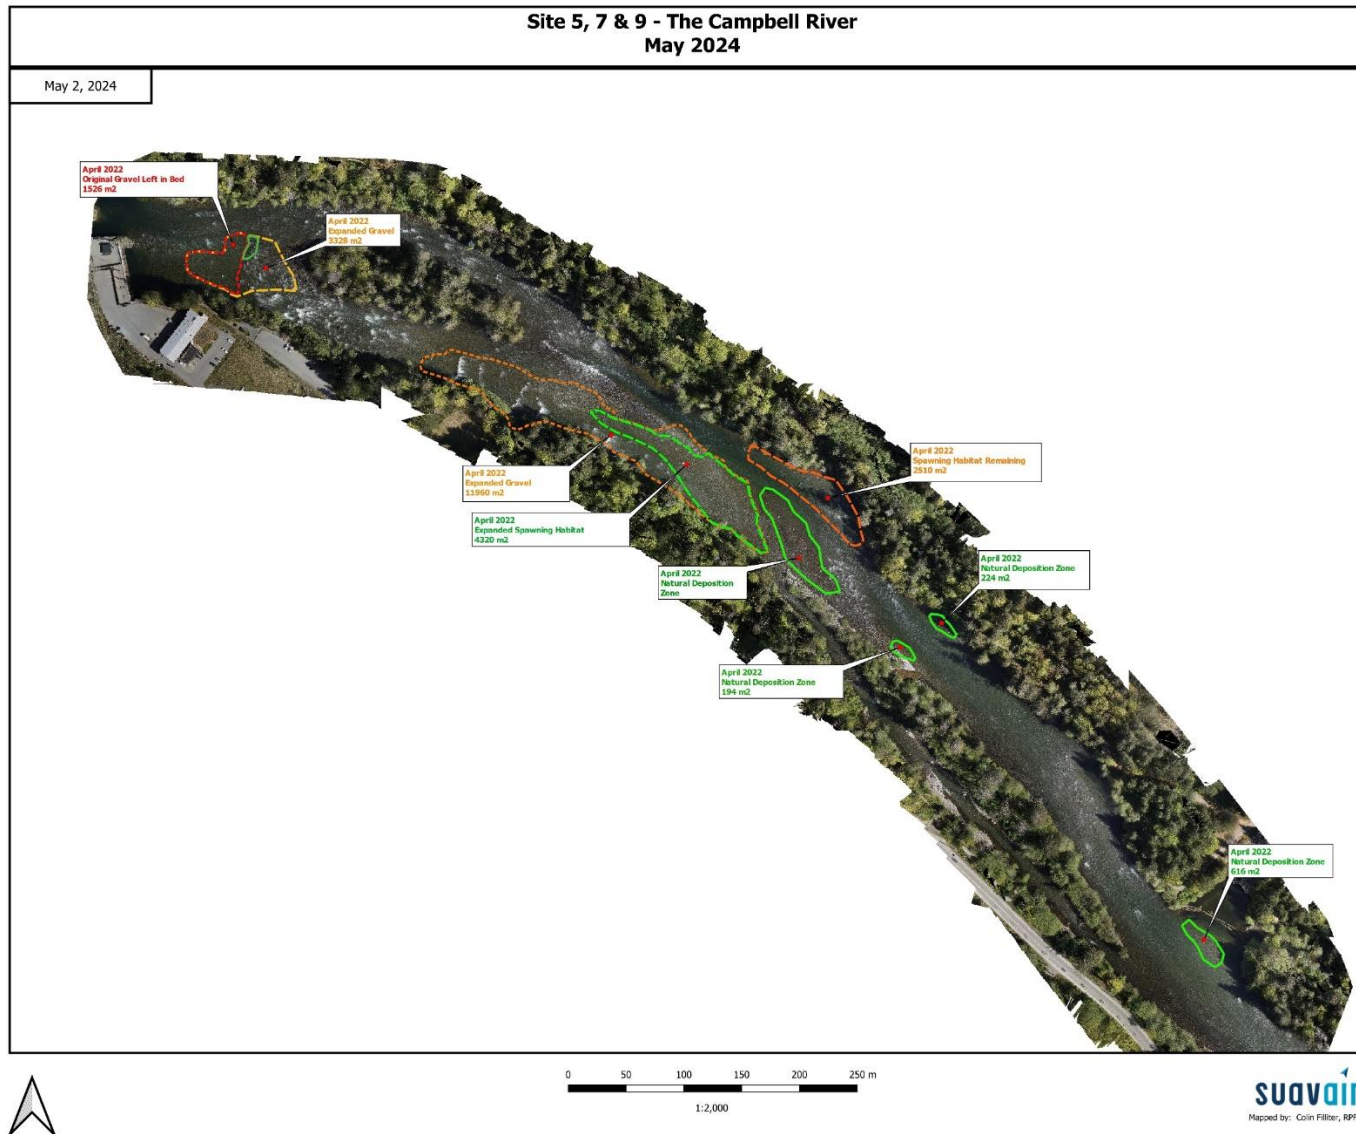 Site 5, 7 & 9 - The Campbell River
May 2024
May 2, 2024
April 2022
Original Gravel Left in Bed
1526 m2
April 2022
Expanded Gravel
3328 m2
April 2022
Spawning Habitat Remaining
2510 m2
April 2022
Expanded Gravel
11960 m2
April 2022
Expanded Spawning Habitat
4320 m2
April 2022
Natural Deposition
Zone
April 2022
Natural Deposition Zone
224 m2
April 2022
Natural Deposition Zone
194 m2
April 2022
Natural Deposition Zone
616 m2
0 50 100 150 200 250 m
1:2,000
suavair
Mapped by: Colin Filliter, RPF